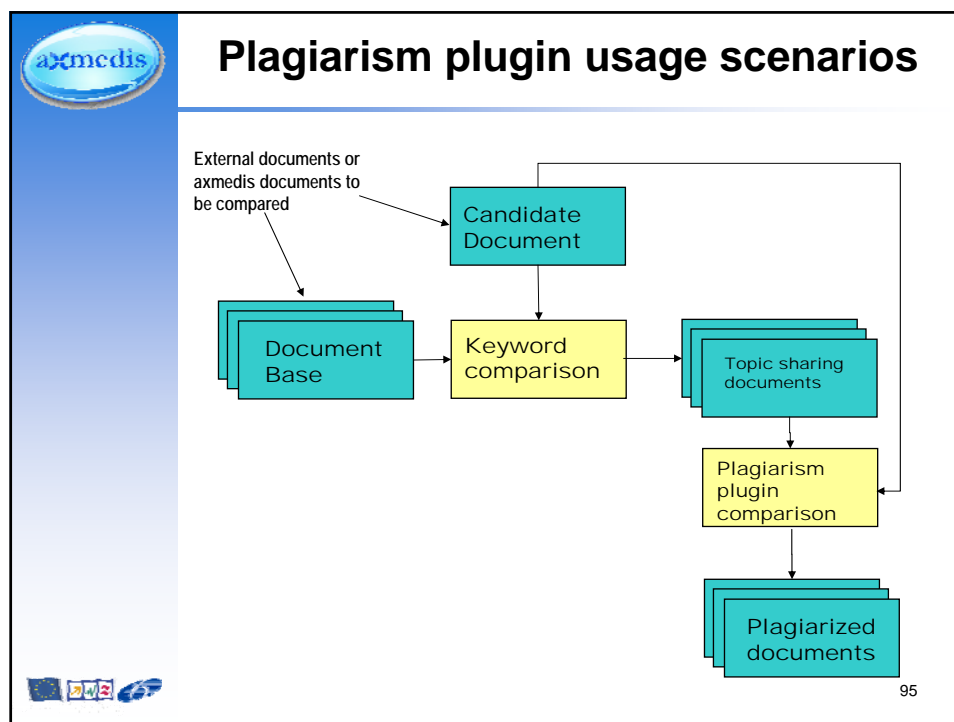 axmedis
Plagiarism plugin usage scenarios
External documents or
axmedis documents to
be compared
Candidate
Document
Document
Base
Keyword
comparison
Topic sharing
documents
Plagiarism
plugin
comparison
Plagiarized
documents
95